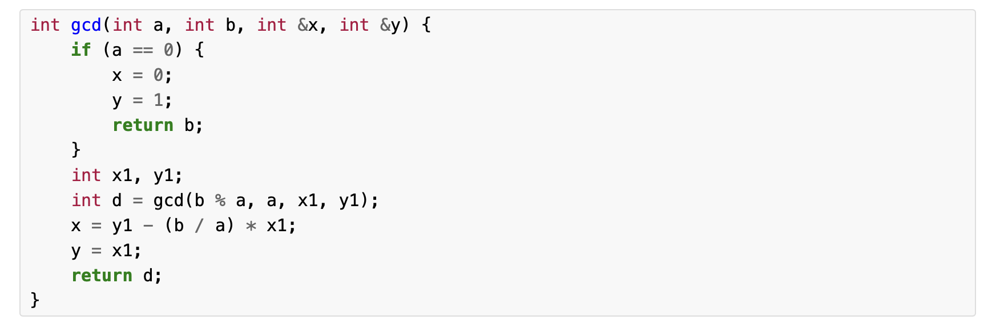 int gcd(int a, int b, int &x, int &y) {
    if (a == 0) {
        x = 0;
        y = 1;
        return b;
    }
    int x1, y1;
    int d = gcd(b % a, a, x1, y1);
    x = y1 - (b / a) * x1;
    y = x1;
    return d;
}